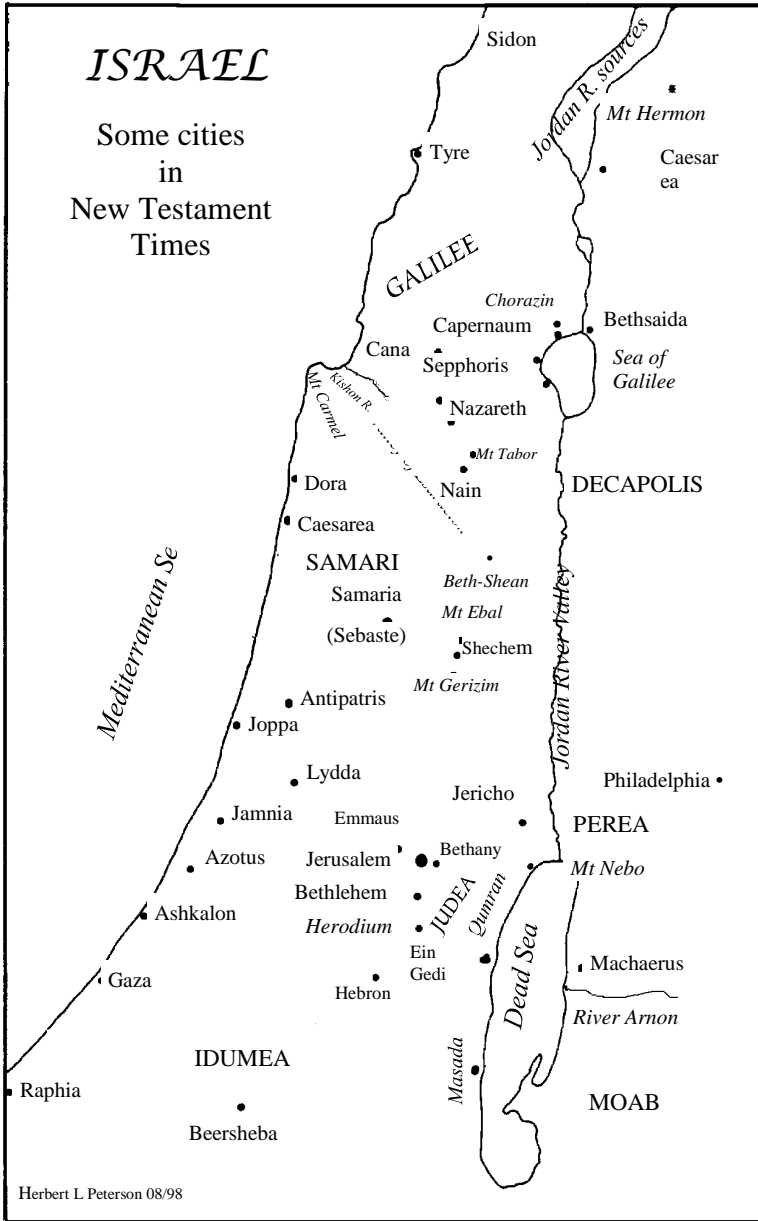 ISRAEL
Some cities
in
New Testament
Times
Sidon
Jordan R. sources
Mt Hermon
Tyre
Caesar
ea
GALILEE
Chorazin
Capernaum
Bethsaida
Cana
Sepphoris
Sea of
Galilee
Mt Carmel
Kishon R.
Nazareth
Mt Tabor
Nain
Dora
DECAPOLIS
Caesarea
Mediterranean Se
SAMARI
Beth-Shean
Samaria
(Sebaste)
Mt Ebal
Shechem
Mt Gerizim
Jordan River Valley
Antipatris
Joppa
Lydda
Philadelphia
Jericho
Jamnia
Emmaus
PEREA
Azotus
Jerusalem
Bethany
Mt Nebo
Bethlehem
JUDEA
Qumran
Ashkalon
Herodium
Ein
Gedi
Dead Sea
Gaza
Hebron
Machaerus
River Arnon
IDUMEA
Masada
Raphia
MOAB
Beersheba
Herbert L Peterson 08/98